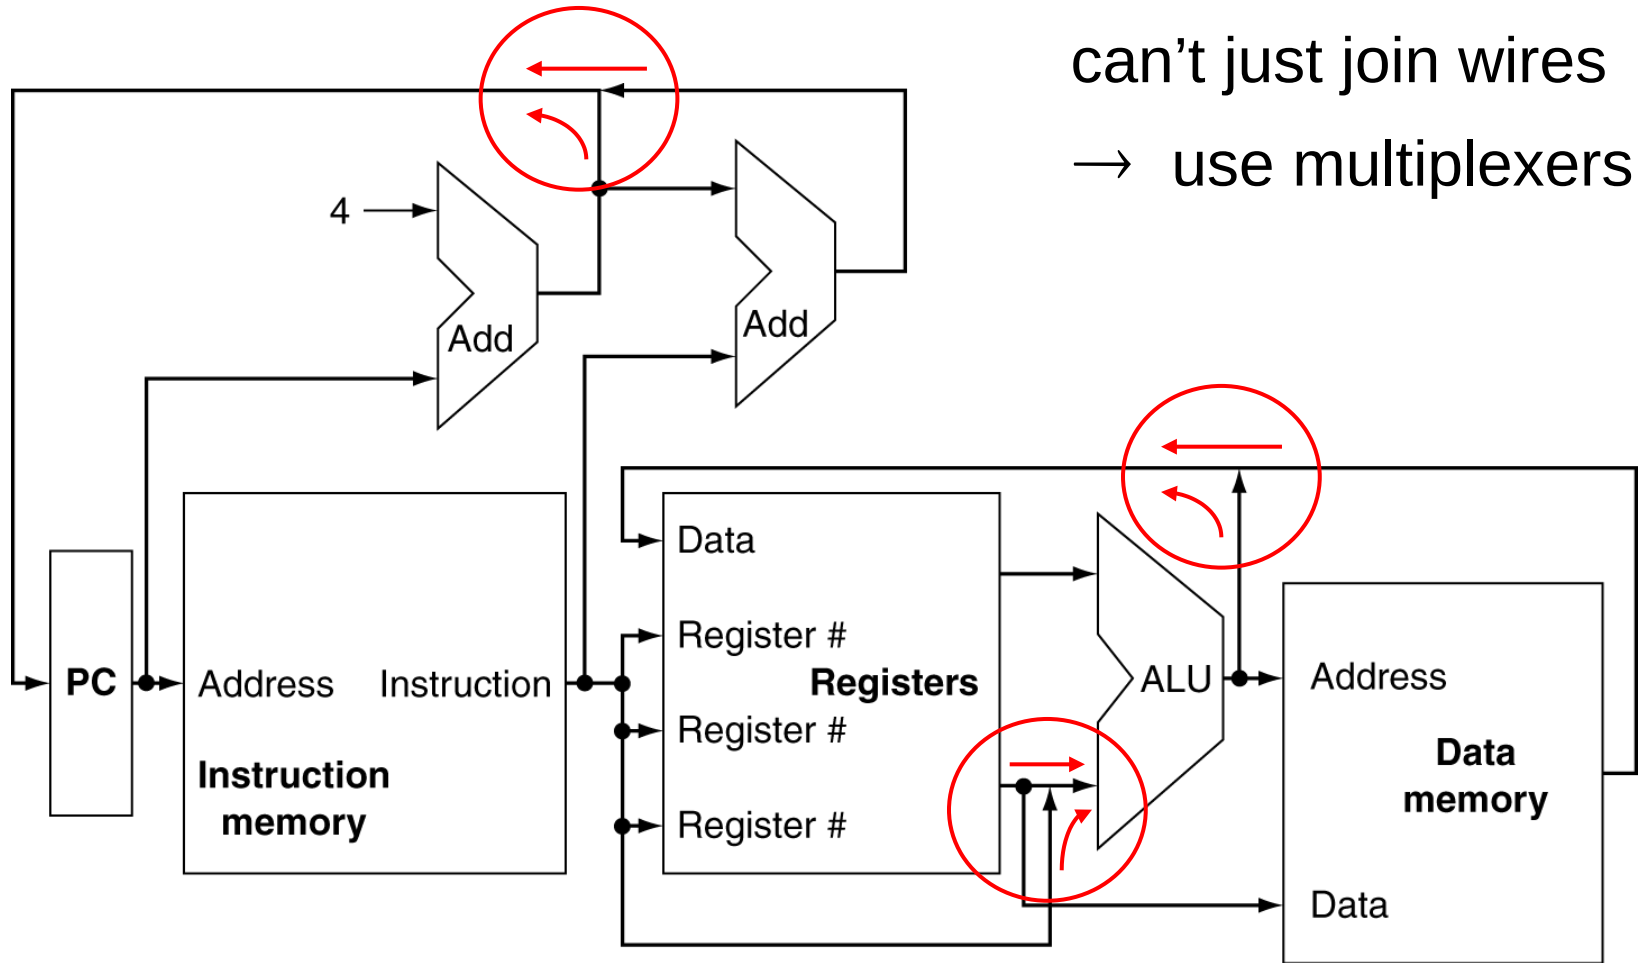 can’t just join wires
→ use multiplexers
4
Add
Add
Data
Register #
PC
Address
Instruction
Registers
ALU
Address
Register #
Instruction
memory
Data
memory
Register #
Data